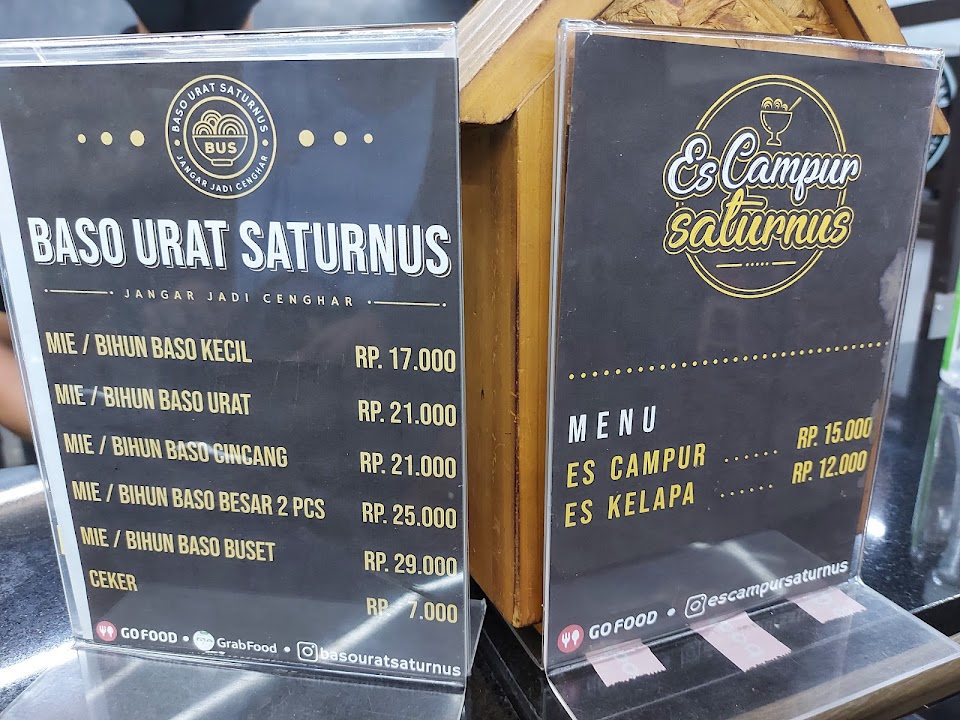 BASO URAT SATURNUS
BUS
JANGAR JADI CENGHAR
BASO URAT SATURNUS
JANGAR JADI CENGHAR
MIE / BIHUN BASO KECIL RP. 17.000
MIE / BIHUN BASO URAT RP. 21.000
MIE / BIHUN BASO CINCANG RP. 21.000
MIE / BIHUN BASO BESAR 2 PCS RP. 25.000
MIE / BIHUN BASO BUSET RP. 29.000
CEKER RP. 7.000
GOFOOD • GrabFood • basouratsaturnus
Es Campur
saturnus
MENU
ES CAMPUR ...... RP. 15.000
ES KELAPA ...... RP. 12.000
GOFOOD • escampursaturnus